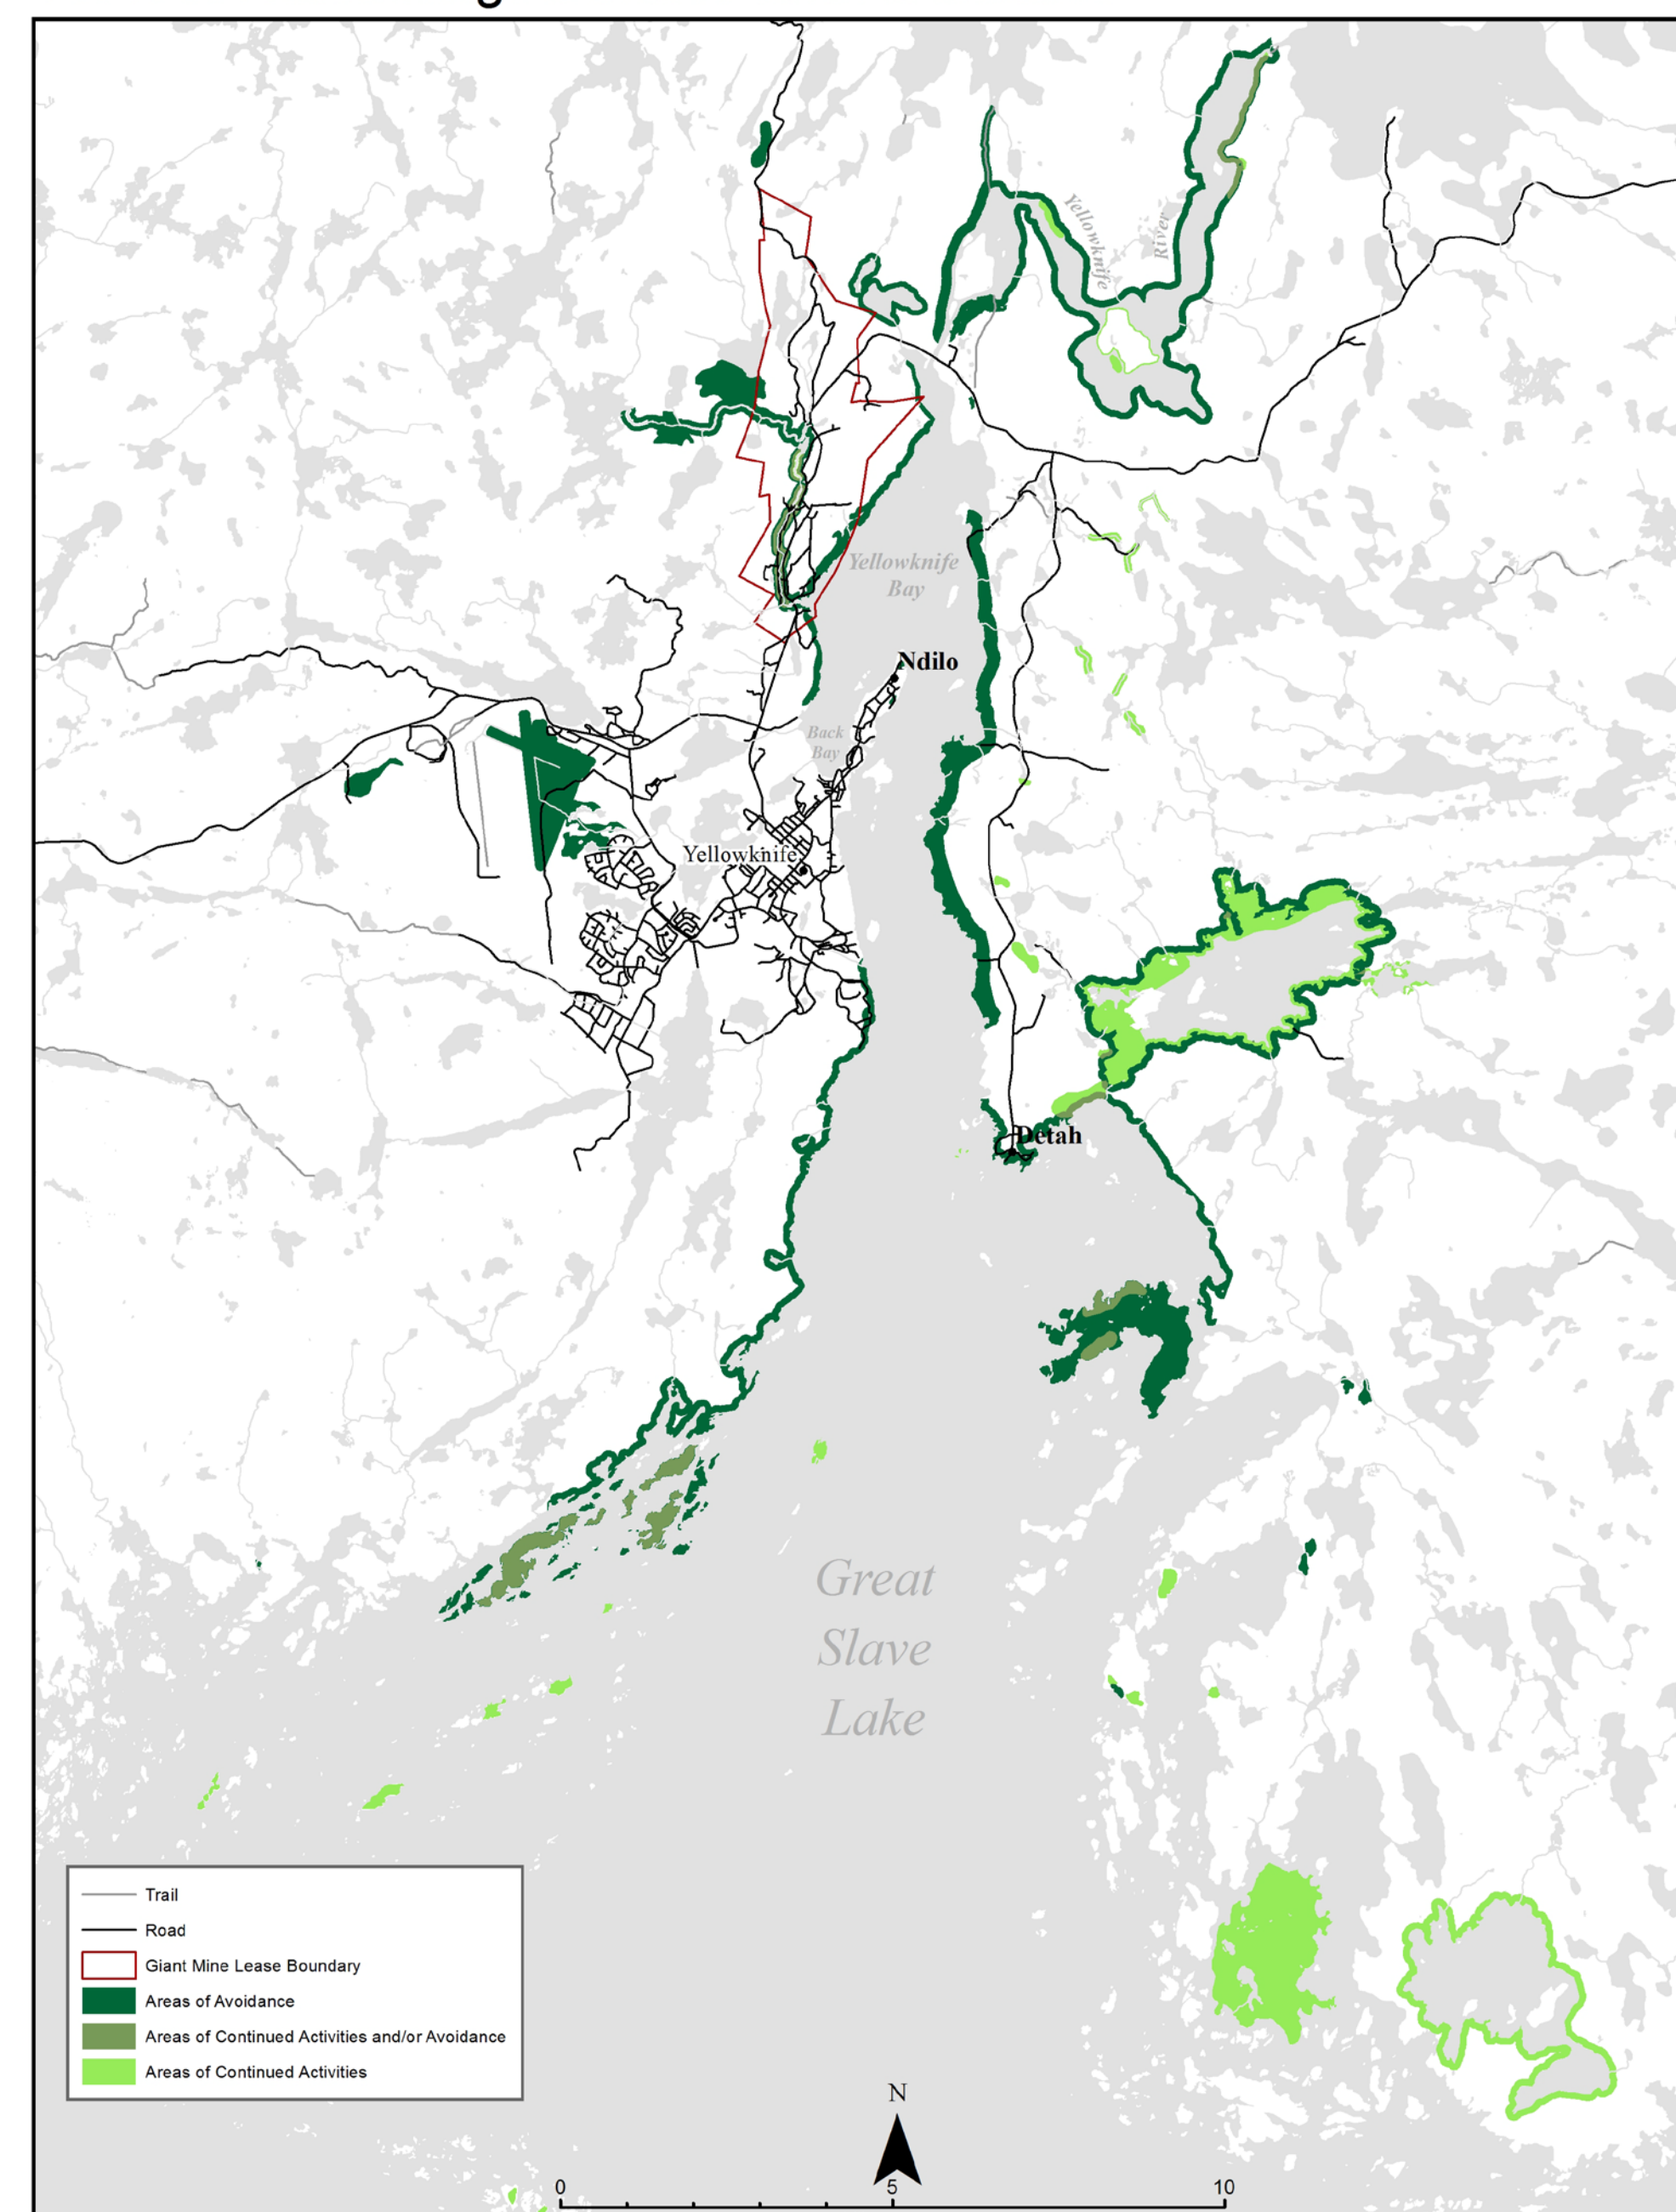 Yellowknife
River
Yellowknife
Bay
Ndilo
Back
Bay
Yellowknife
Detah
Great
Slave
Lake
Trail
Road
Giant Mine Lease Boundary
Areas of Avoidance
Areas of Continued Activities and/or Avoidance
Areas of Continued Activities
N
0 5 10